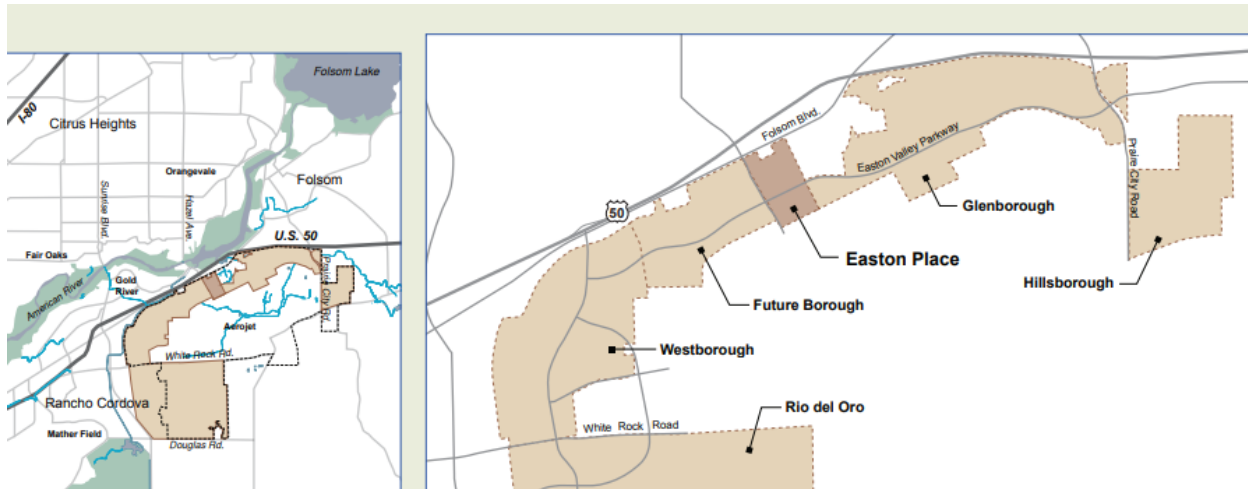 Folsom Lake
I-80
Citrus Heights
Orangevale
Folsom
Sunrise Blvd.
Hazel Ave.
U.S. 50
Fair Oaks
Gold
River
American River
Prairie City Rd.
Aerojet
White Rock Rd.
Rancho Cordova
Mather Field
Douglas Rd.
Folsom Blvd.
Easton Valley Parkway
Prairie City Road
50
Glenborough
Easton Place
Hillsborough
Future Borough
Westborough
Rio del Oro
White Rock Road